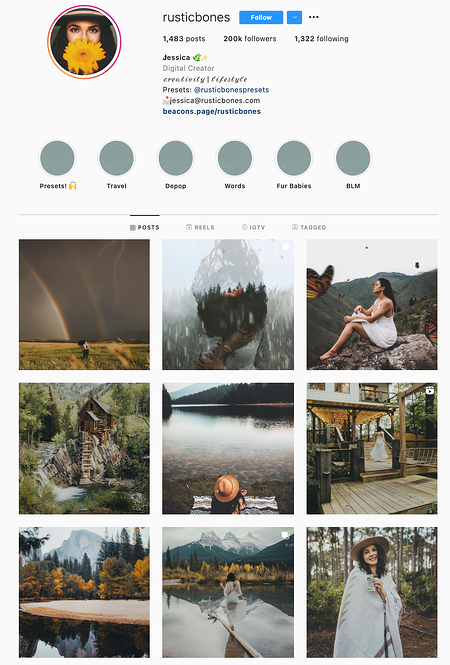 rusticbones Follow
1,483 posts 200k followers 1,322 following
Jessica 🌿✨
Digital Creator
𝓬𝓻𝓮𝓪𝓽𝓲𝓿𝓲𝓽𝔂 | 𝓵𝓲𝓯𝓮𝓼𝓽𝔂𝓵𝓮
Presets: @rusticbonespresets
📩jessica@rusticbones.com
beacons.page/rusticbones
Presets! 🙌 Travel Depop Words Fur Babies BLM
POSTS REELS IGTV TAGGED